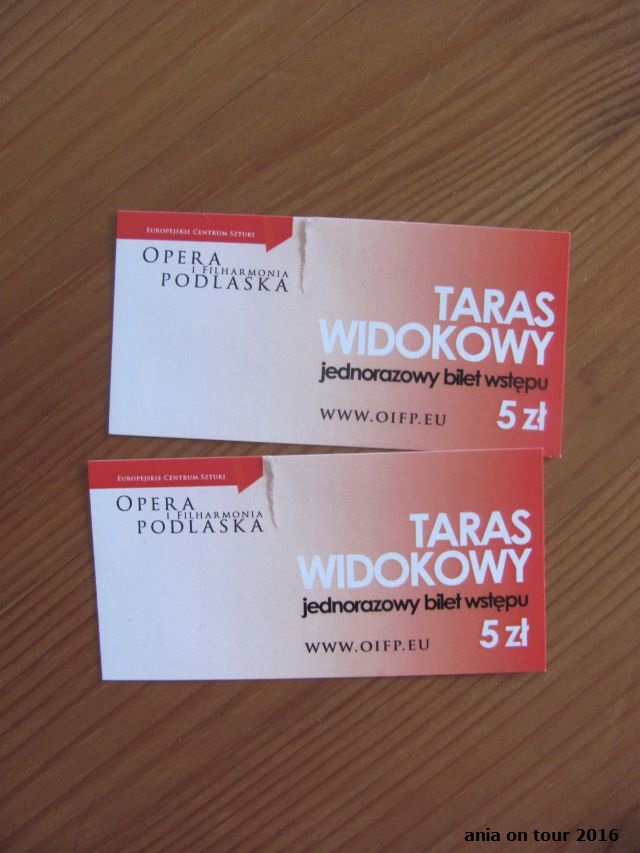 EUROPEJSKIE CENTRUM SZTUKI
OPERA
I FILHARMONIA
PODLASKA
TARAS
WIDOKOWY
jednorazowy bilet wstępu
WWW.OIFP.EU
5 zł
EUROPEJSKIE CENTRUM SZTUKI
OPERA
I FILHARMONIA
PODLASKA
TARAS
WIDOKOWY
jednorazowy bilet wstępu
WWW.OIFP.EU
5 zł
ania on tour 2016